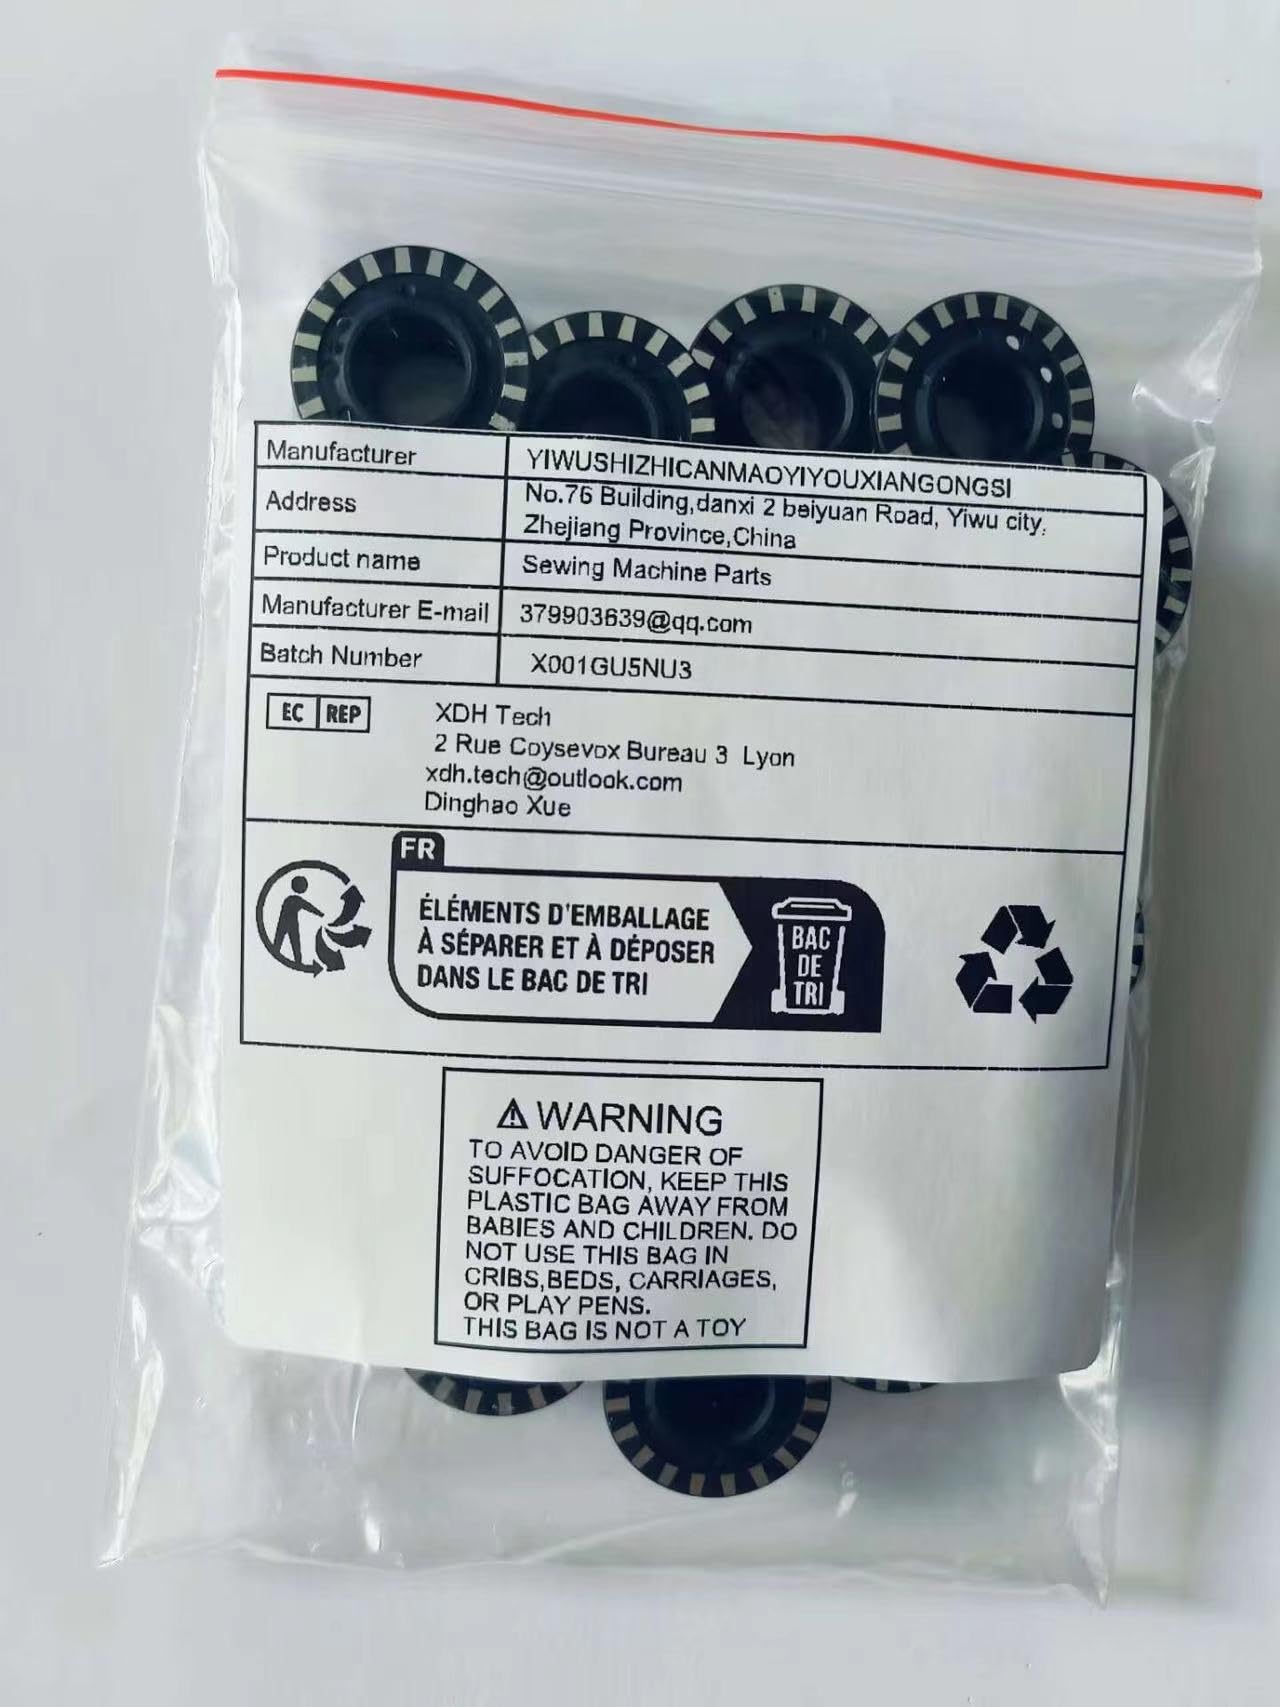 Manufacturer YIWUSHIZHICANMAOYIYOUXIANGONGSI
Address No.76 Building,danxi 2 beiyuan Road, Yiwu city,
Zhejiang Province,China
Product name Sewing Machine Parts
Manufacturer E-mail 379903639@qq.com
Batch Number X001GU5NU3
EC REP
XDH Tech
2 Rue Coysevox Bureau 3 Lyon
xdh.tech@outlook.com
Dinghao Xue
FR
ÉLÉMENTS D'EMBALLAGE
À SÉPARER ET À DÉPOSER
DANS LE BAC DE TRI
BAC
DE
TRI
WARNING
TO AVOID DANGER OF
SUFFOCATION, KEEP THIS
PLASTIC BAG AWAY FROM
BABIES AND CHILDREN. DO
NOT USE THIS BAG IN
CRIBS,BEDS, CARRIAGES,
OR PLAY PENS.
THIS BAG IS NOT A TOY